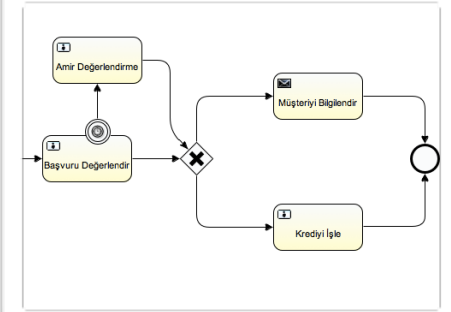 Amir Değerlendirme
Müşteriyi Bilgilendir
Başvuru Değerlendir
Krediyi İşle